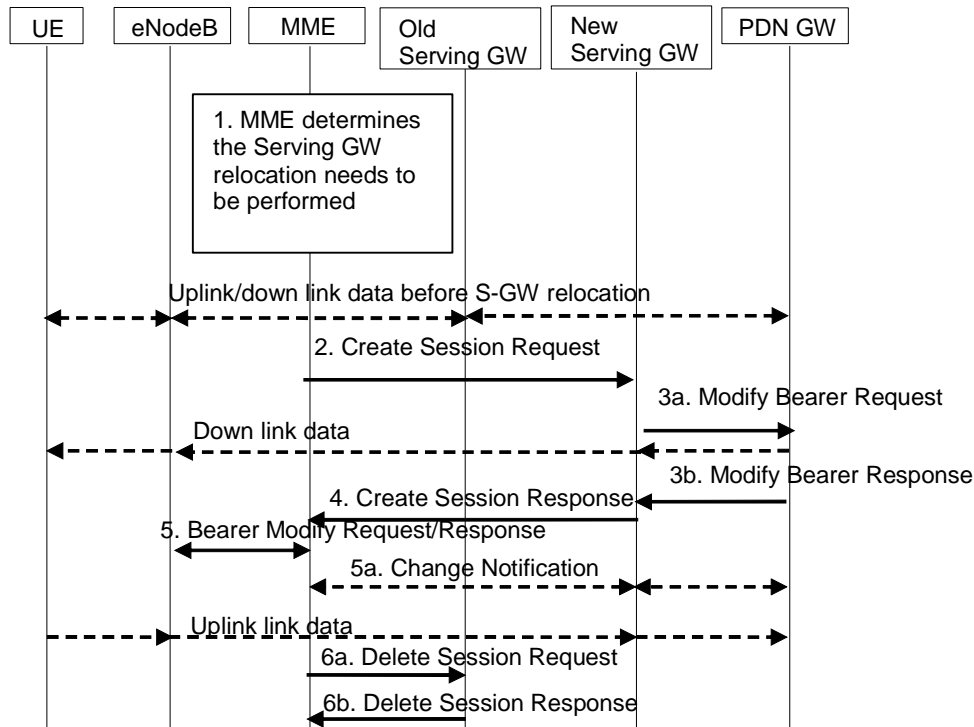 UE
eNodeB
MME
Old
Serving GW
New
Serving GW
PDN GW
1. MME determines
the Serving GW
relocation needs to
be performed
Uplink/down link data before S-GW relocation
2. Create Session Request
3a. Modify Bearer Request
Down link data
3b. Modify Bearer Response
4. Create Session Response
5. Bearer Modify Request/Response
5a. Change Notification
Uplink link data
6a. Delete Session Request
6b. Delete Session Response